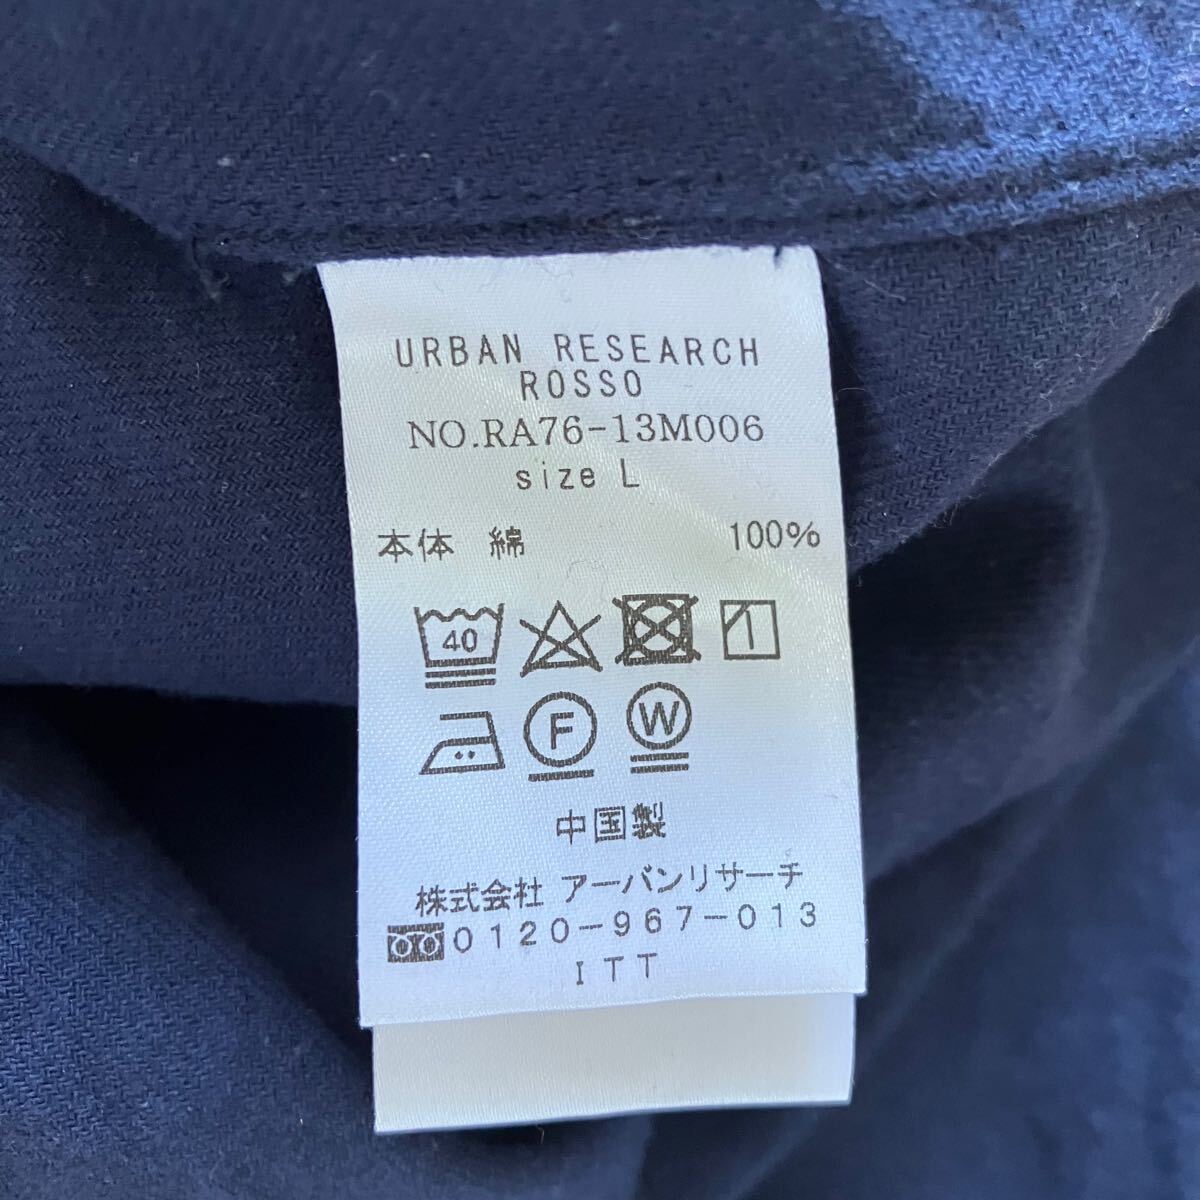 URBAN RESEARCH
ROSSO
NO.RA76-13M006
size L
本体 綿 100%
40
F W
中国製
株式会社 アーバンリサーチ
0120-967-013
ITT